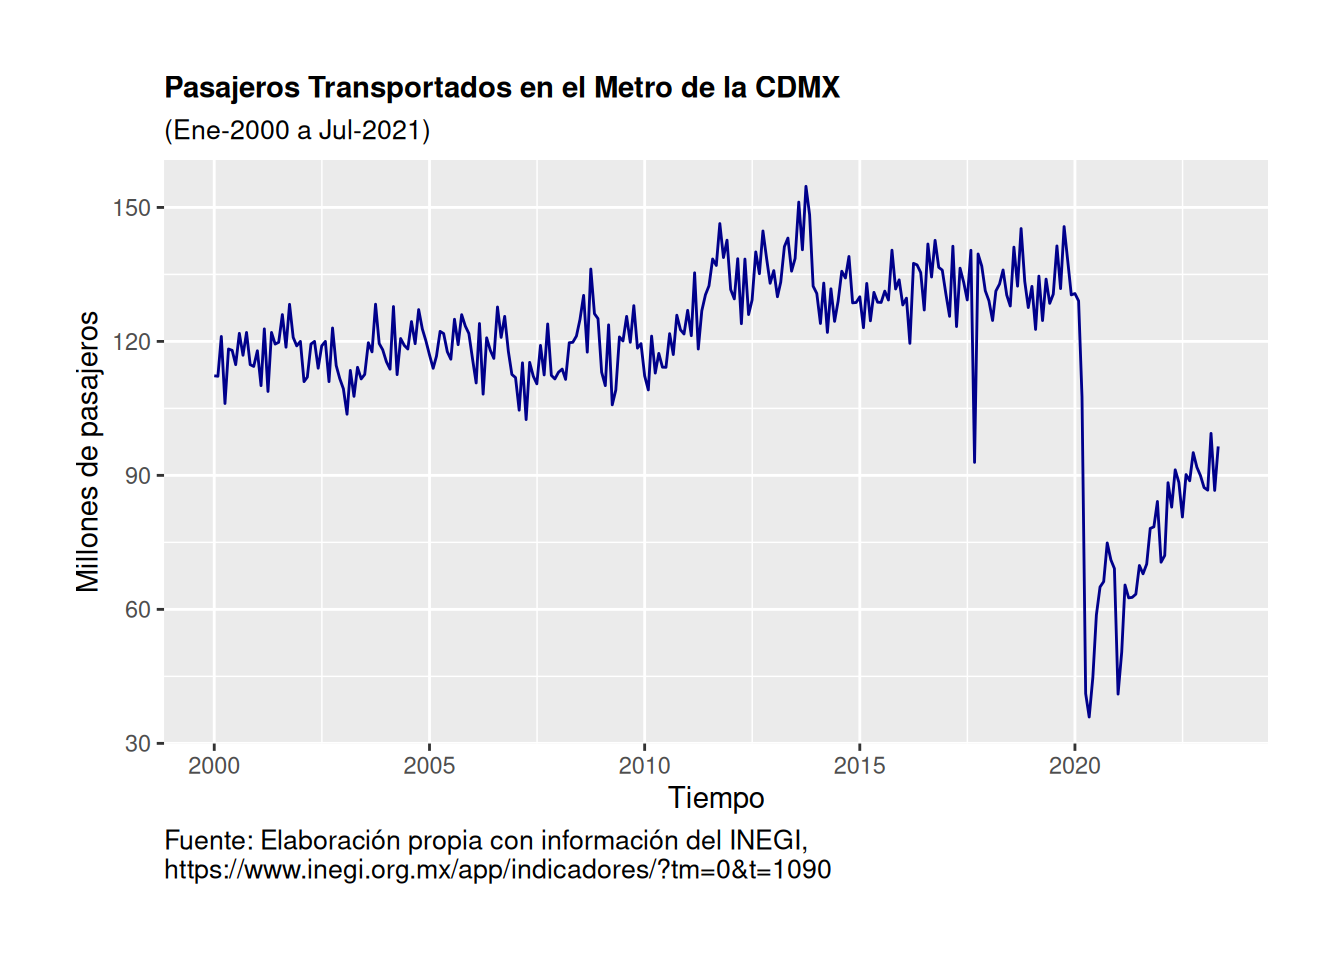 Pasajeros Transportados en el Metro de la CDMX
(Ene-2000 a Jul-2021)
Millones de pasajeros
150
120
90
60
30
2000 2005 2010 2015 2020
Tiempo
Fuente: Elaboración propia con información del INEGI,
https://www.inegi.org.mx/app/indicadores/?tm=0&t=1090